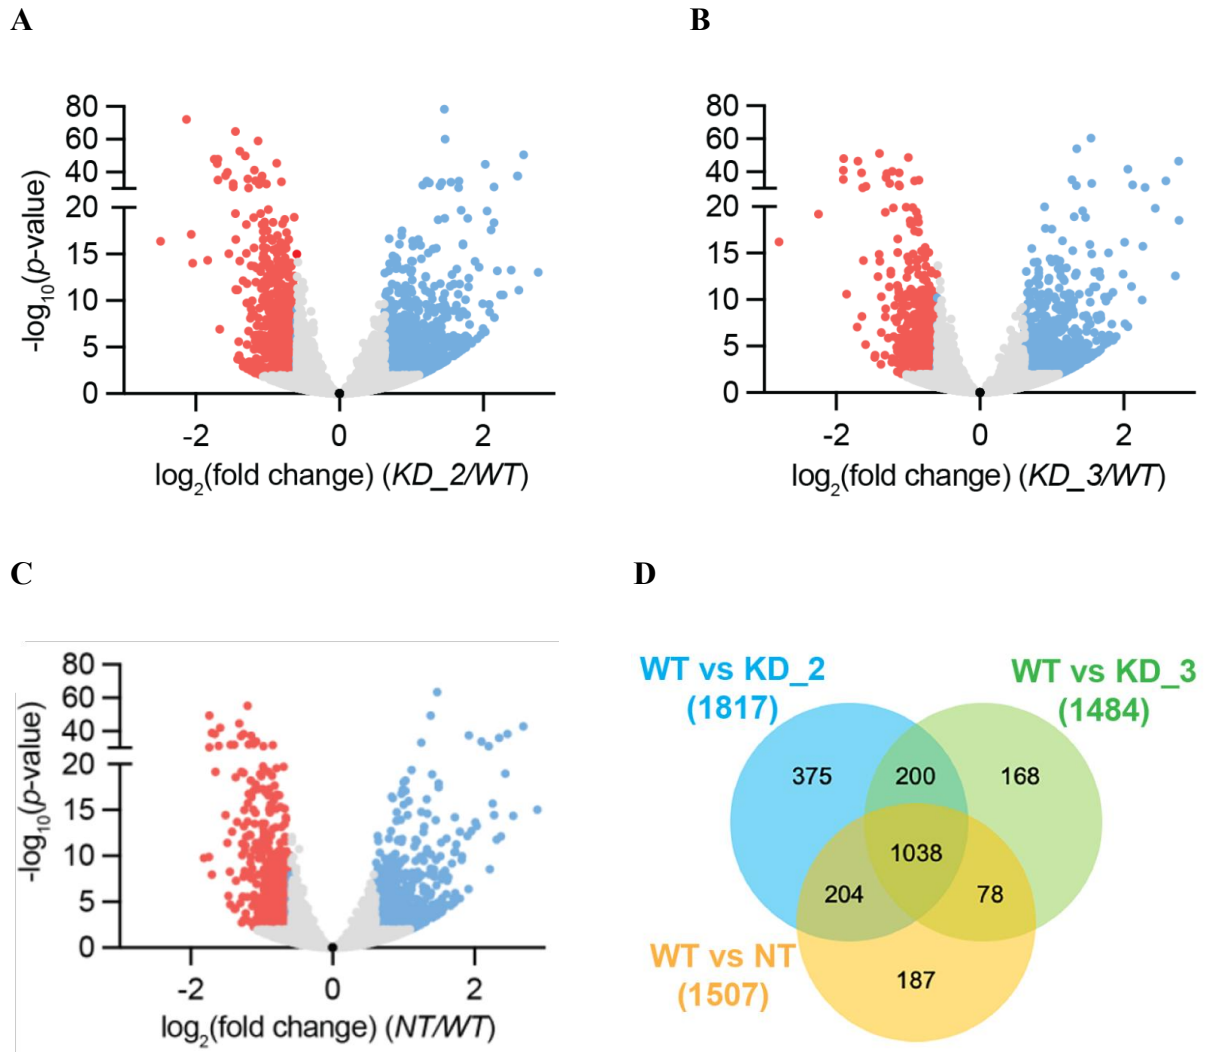 A
80
60
40
20
15
10
5
0
-log10(p-value)
-2 0 2
log2(fold change) (KD_2/WT)
B
80
60
40
20
15
10
5
0
-2 0 2
log2(fold change) (KD_3/WT)
C
80
60
40
20
15
10
5
0
-log10(p-value)
-2 0 2
log2(fold change) (NT/WT)
D
WT vs KD_2
(1817)
WT vs KD_3
(1484)
375 200 168
1038
204 78
WT vs NT
(1507)
187